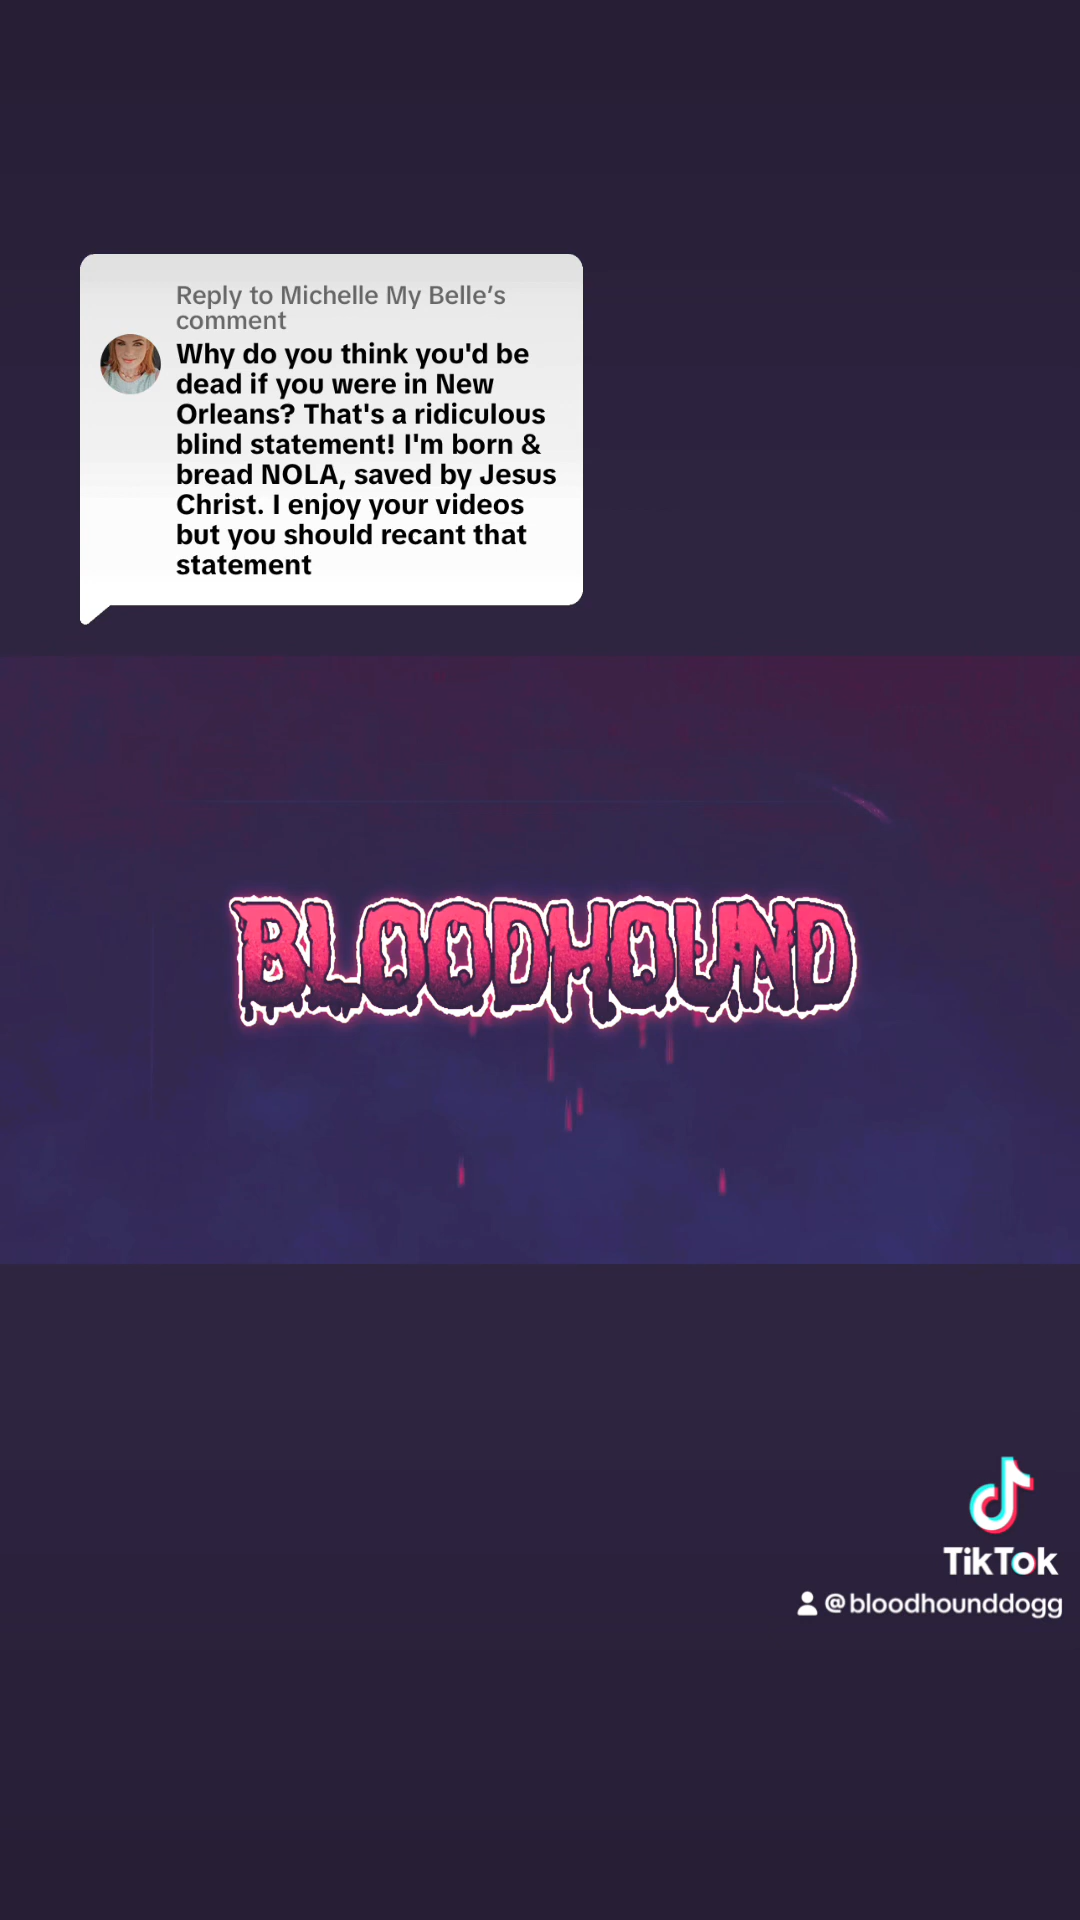 Reply to Michelle My Belle’s
comment
Why do you think you'd be
dead if you were in New
Orleans? That's a ridiculous
blind statement! I'm born &
bread NOLA, saved by Jesus
Christ. I enjoy your videos
but you should recant that
statement
BLOODHOUND
TikTok
@bloodhounddogg